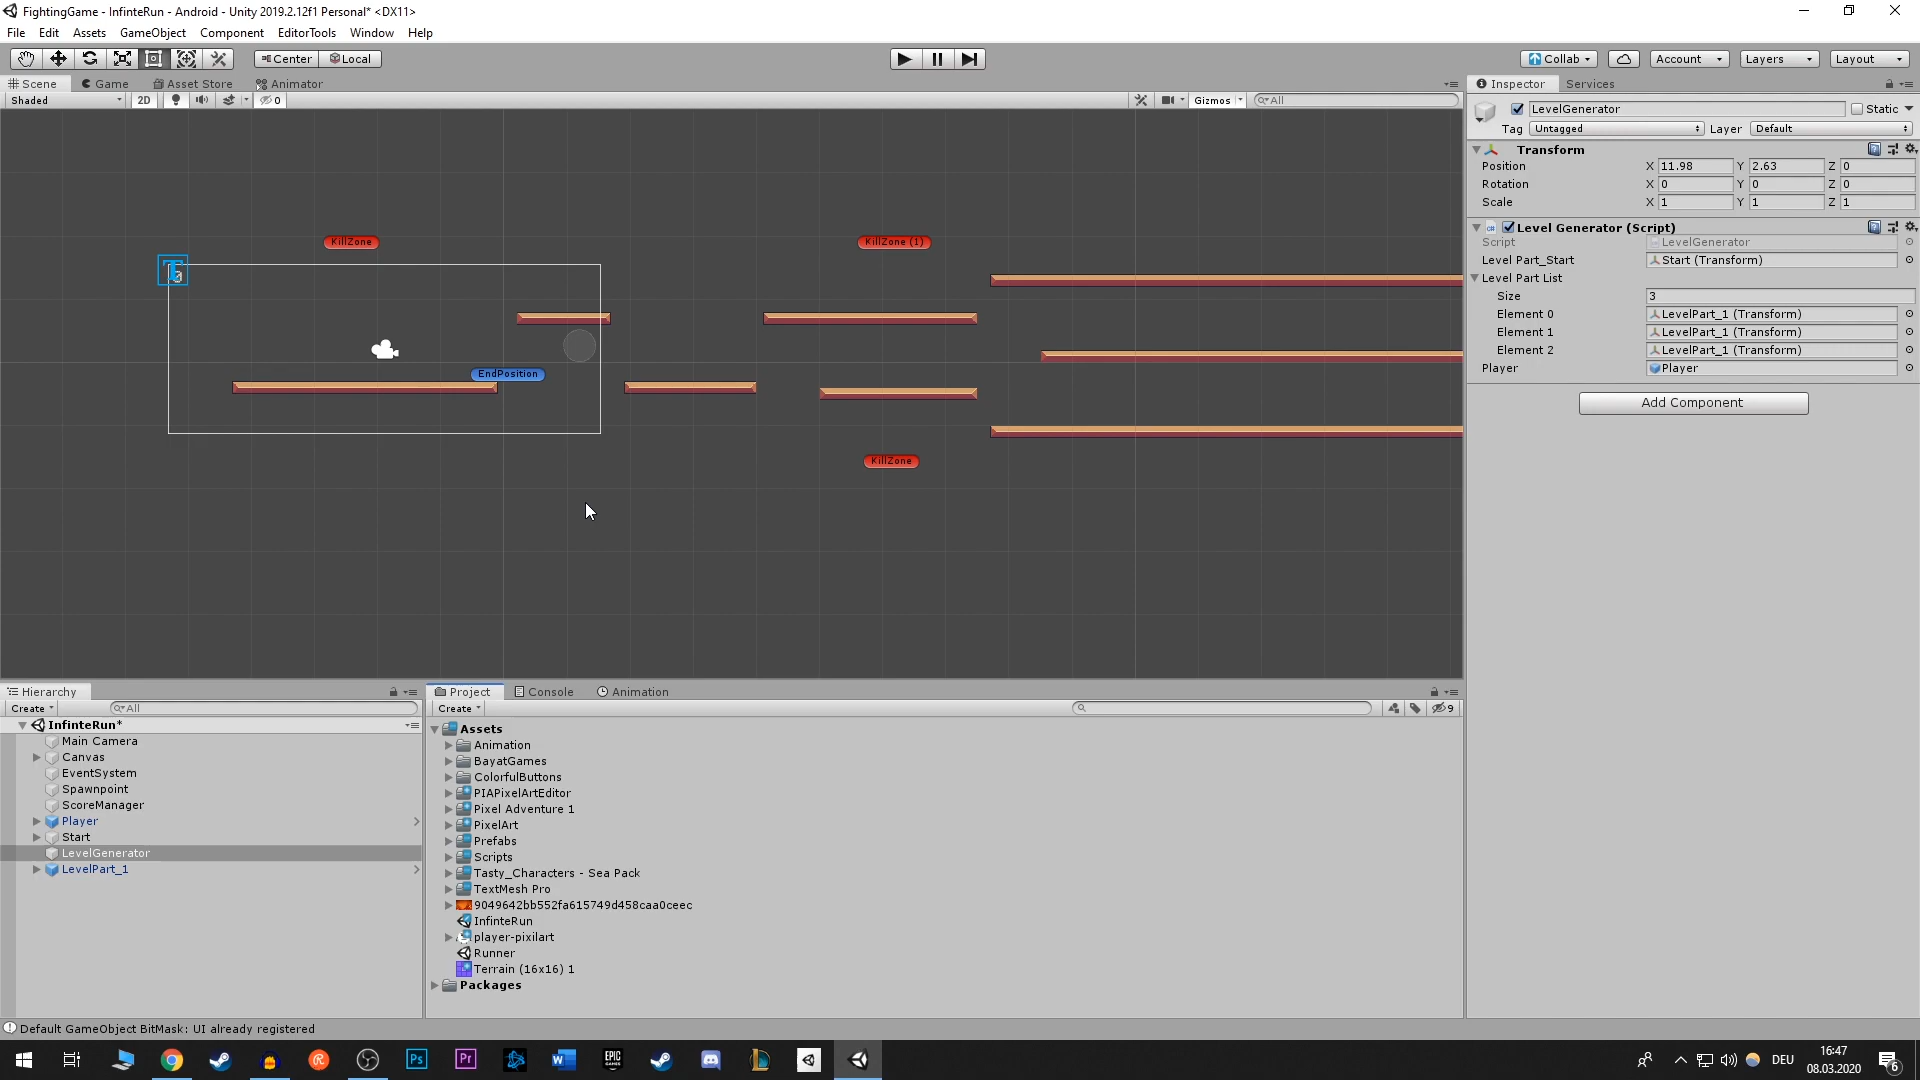 FightingGame - InfinteRun - Android - Unity 2019.2.12f1 Personal* <DX11>
File Edit Assets GameObject Component EditorTools Window Help
Center Local Collab Account Layers Layout
Scene Game Asset Store Animator
Shaded 2D 0 Gizmos All
Inspector Services
LevelGenerator Static
Tag Untagged Layer Default
Transform
Position X 11.98 Y 2.63 Z 0
Rotation X 0 Y 0 Z 0
Scale X 1 Y 1 Z 1
Level Generator (Script)
Script LevelGenerator
Level Part_Start Start (Transform)
Level Part List
Size 3
Element 0 LevelPart_1 (Transform)
Element 1 LevelPart_1 (Transform)
Element 2 LevelPart_1 (Transform)
Player Player
Add Component
KillZone KillZone (1)
EndPosition
KillZone
Hierarchy
Create All
InfinteRun*
Main Camera
Canvas
EventSystem
Spawnpoint
ScoreManager
Player
Start
LevelGenerator
LevelPart_1
Project Console Animation
Create 9
Assets
Animation
BayatGames
ColorfulButtons
PIAPixelArtEditor
Pixel Adventure 1
PixelArt
Prefabs
Scripts
Tasty_Characters - Sea Pack
TextMesh Pro
9049642bb552fa615749d458caa0ceec
InfinteRun
player-pixilart
Runner
Terrain (16x16) 1
Packages
Default GameObject BitMask: UI already registered
Ps Pr W EPIC GAMES DEU 16:47
08.03.2020 6